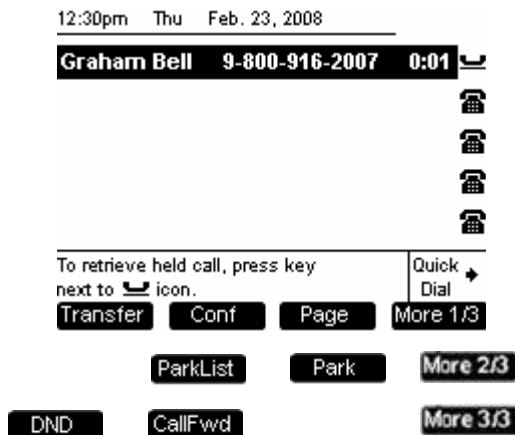 12:30pm Thu Feb. 23, 2008
Graham Bell 9-800-916-2007 0:01
To retrieve held call, press key
next to icon.
Quick
Dial
Transfer Conf Page More 1/3
ParkList Park More 2/3
DND CallFwd More 3/3